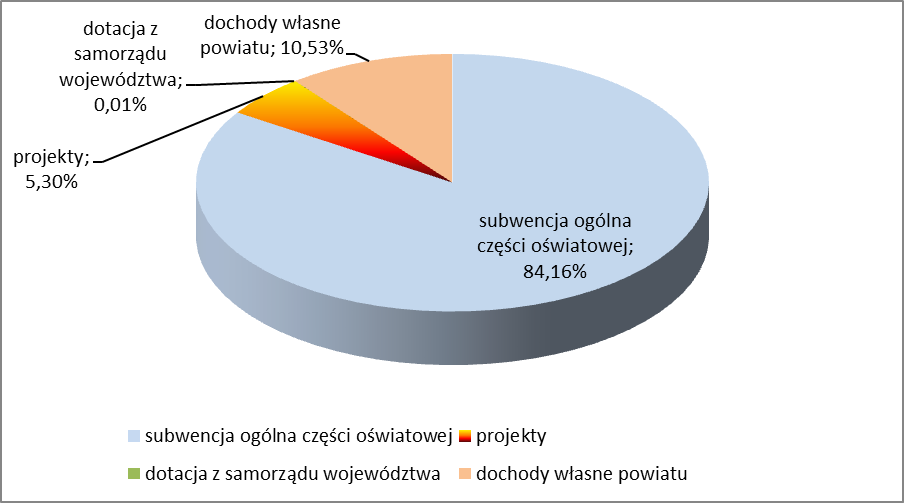 dotacja z
samorządu
województwa;
0,01%
dochody własne
powiatu; 10,53%
projekty;
5,30%
subwencja ogólna
części oświatowej;
84,16%
subwencja ogólna części oświatowej
projekty
dotacja z samorządu województwa
dochody własne powiatu